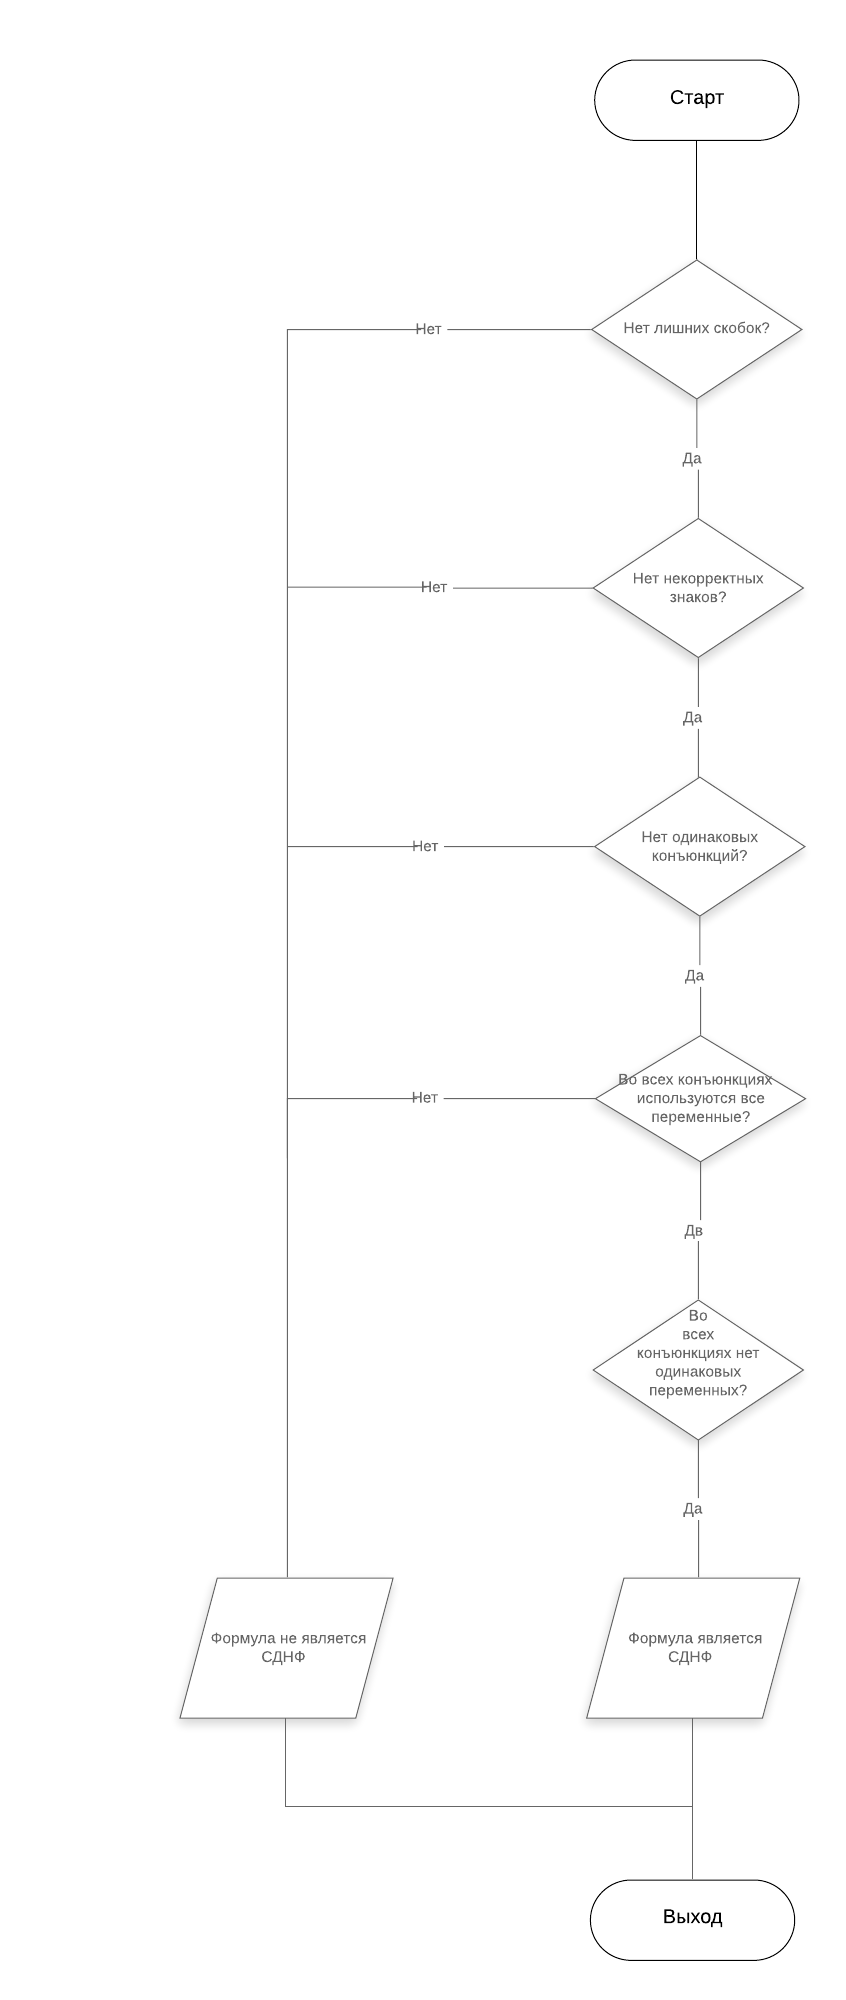 Старт
Нет лишних скобок?
Нет
Да
Нет некорректных
знаков?
Нет
Да
Нет одинаковых
конъюнкций?
Нет
Да
Во всех конъюнкциях
используются все
переменные?
Нет
Дв
Во
всех
конъюнкциях нет
одинаковых
переменных?
Да
Формула не является
СДНФ
Формула является
СДНФ
Выход